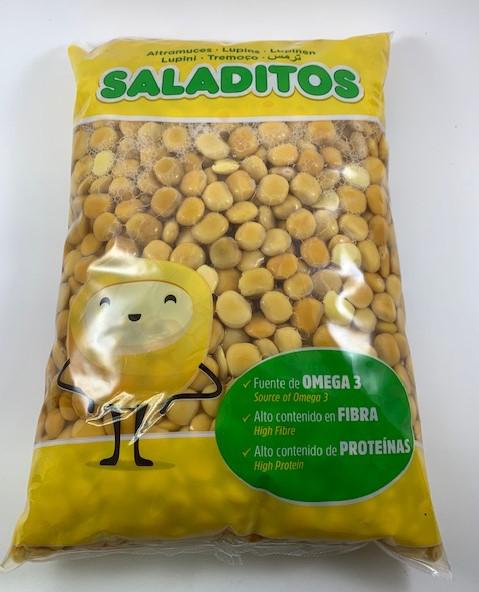 Altramuces · Lupins · Lupinen
Lupini · Tremoço · ترمس
SALADITOS
✓ Fuente de OMEGA 3
Source of Omega 3
✓ Alto contenido en FIBRA
High Fibre
✓ Alto contenido de PROTEÍNAS
High Protein